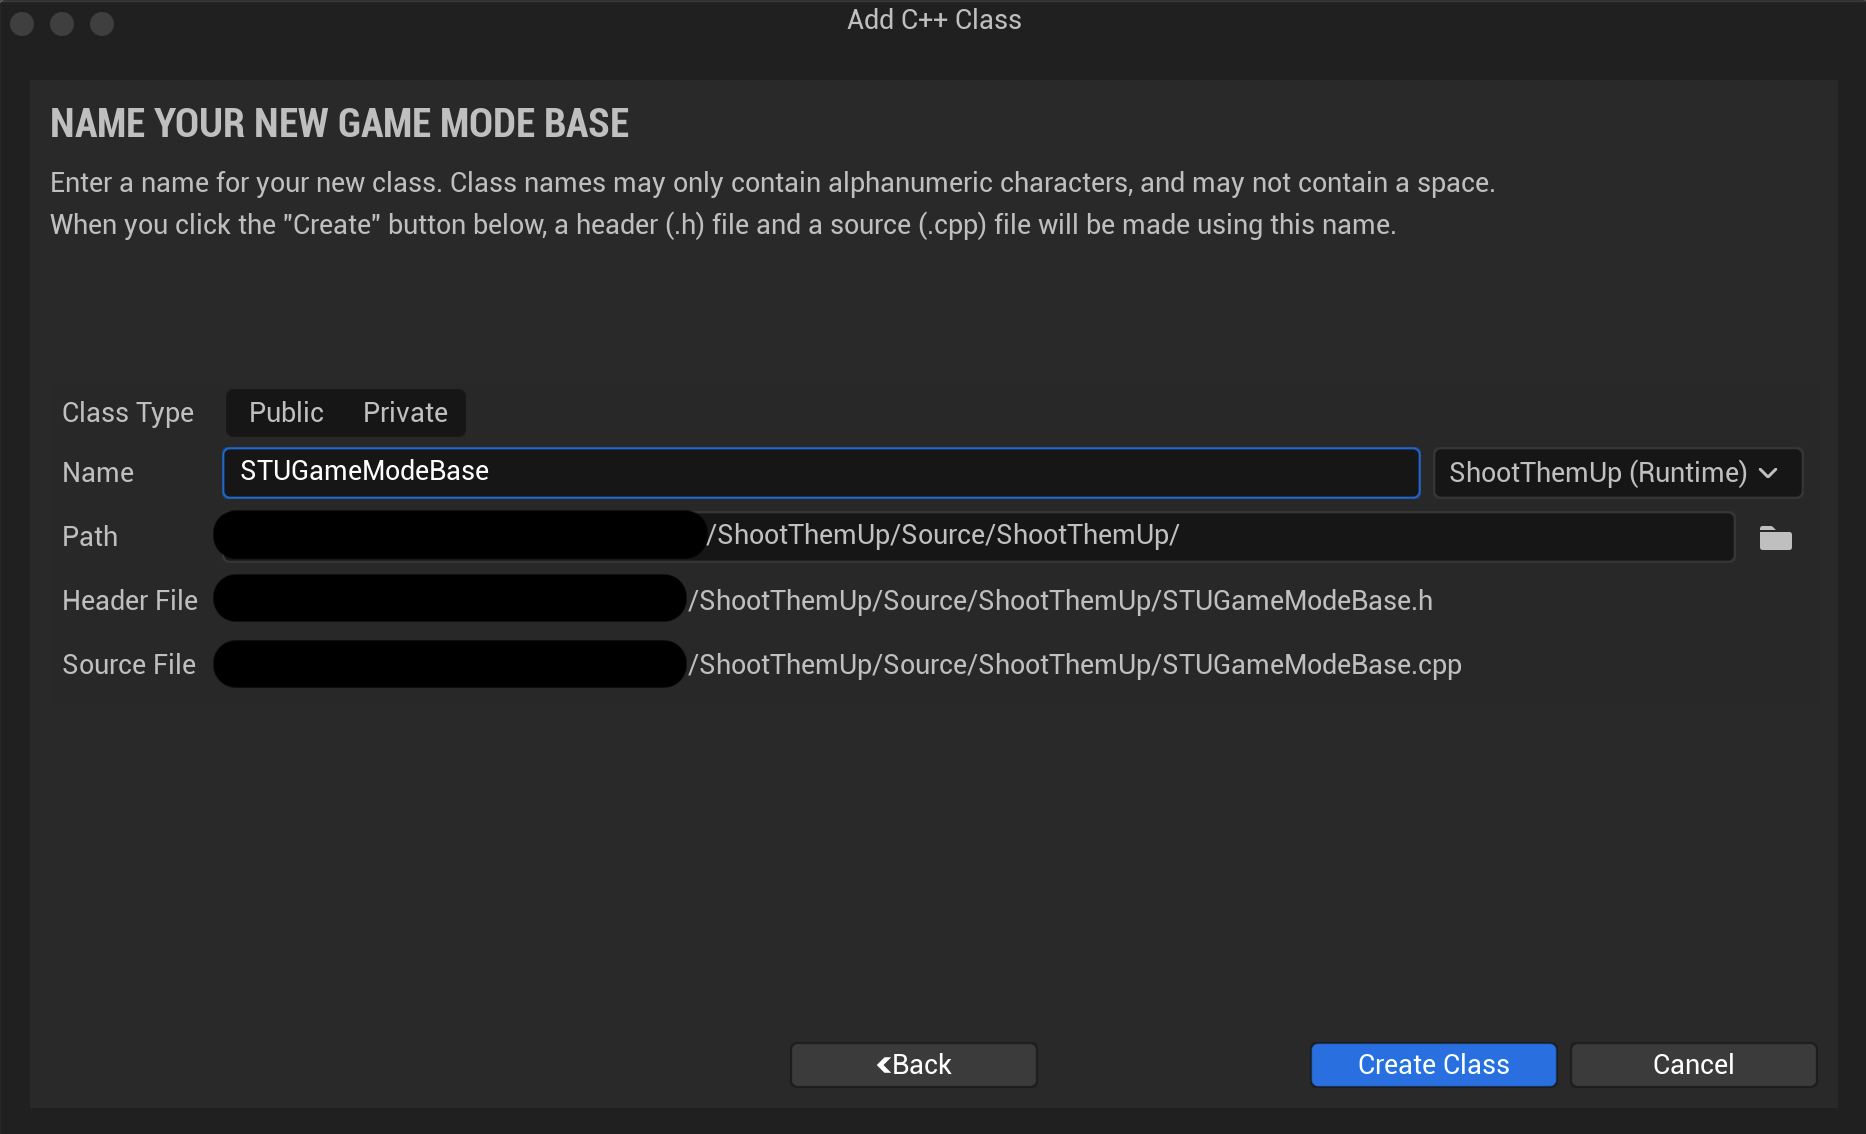 Add C++ Class
NAME YOUR NEW GAME MODE BASE
Enter a name for your new class. Class names may only contain alphanumeric characters, and may not contain a space.
When you click the "Create" button below, a header (.h) file and a source (.cpp) file will be made using this name.
Class Type Public Private
Name STUGameModeBase ShootThemUp (Runtime)
Path /ShootThemUp/Source/ShootThemUp/
Header File /ShootThemUp/Source/ShootThemUp/STUGameModeBase.h
Source File /ShootThemUp/Source/ShootThemUp/STUGameModeBase.cpp
Back Create Class Cancel